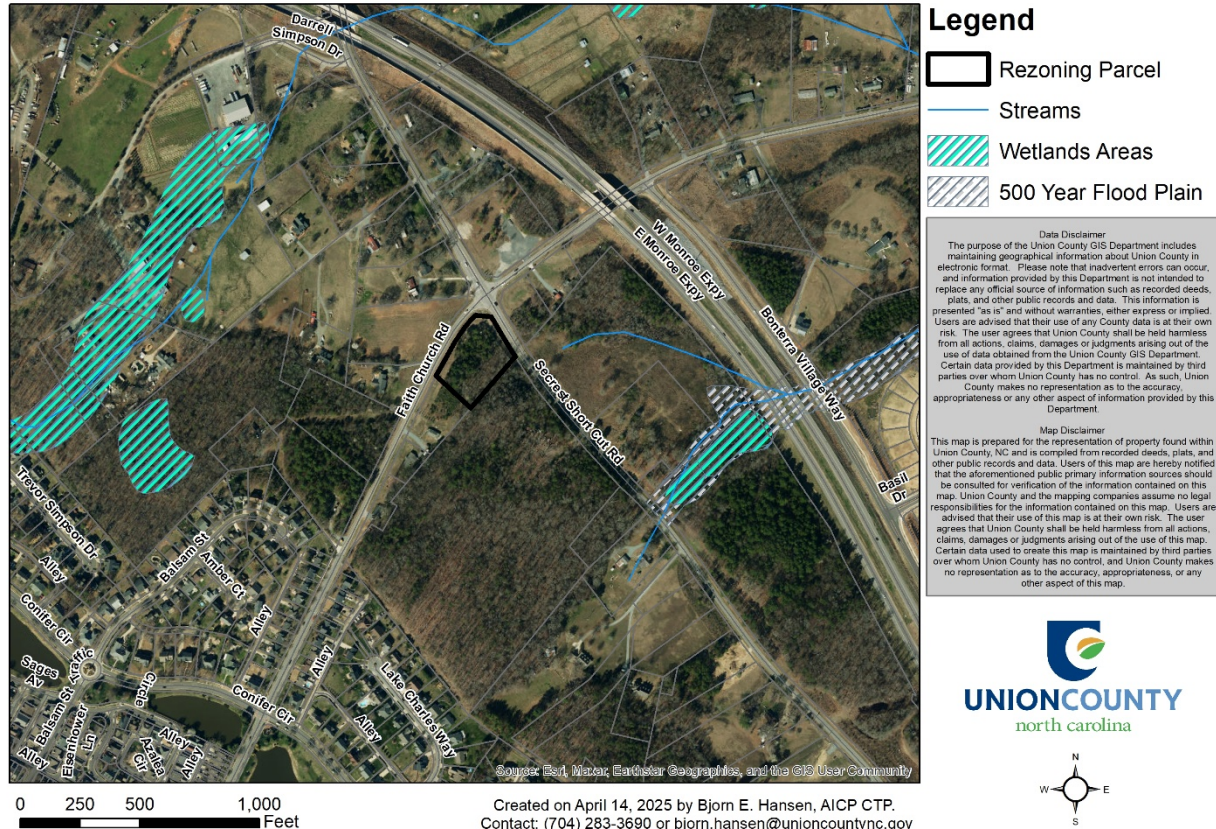 Darrell
Simpson Dr
W Monroe Expy
E Monroe Expy
Bonterra Village Way
Faith Church Rd
Secrest Short Cut Rd
Basil
Dr
Trevor Simpson Dr
Alley
Balsam St
Amber Ct
Alley
Conifer Cir
Alley
Sages
Av
Balsam St
Traffic
Circle
Conifer Cir
Lake Charles Way
Eisenhower
Ln
Azalea
Cir
Alley
Alley
Alley
Alley
Source: Esri, Maxar, Earthstar Geographics, and the GIS User Community
Legend
Rezoning Parcel
Streams
Wetlands Areas
500 Year Flood Plain
Data Disclaimer
The purpose of the Union County GIS Department includes
maintaining geographical information about Union County in
electronic format. Please note that inadvertent errors can occur,
and information provided by this Department is not intended to
replace any official source of information such as recorded deeds,
plats, and other public records and data. This information is
presented "as is" and without warranties, either express or implied.
Users are advised that their use of any County data is at their own
risk. The user agrees that Union County shall be held harmless
from all actions, claims, damages or judgments arising out of the
use of data obtained from the Union County GIS Department.
Certain data provided by this Department is maintained by third
parties over whom Union County has no control. As such, Union
County makes no representation as to the accuracy,
appropriateness or any other aspect of information provided by this
Department.
Map Disclaimer
This map is prepared for the representation of property found within
Union County, NC and is compiled from recorded deeds, plats, and
other public records and data. Users of this map are hereby notified
that the aforementioned public primary information sources should
be consulted for verification of the information contained on this
map. Union County and the mapping companies assume no legal
responsibilities for the information contained on this map. Users are
advised that their use of this map is at their own risk. The user
agrees that Union County shall be held harmless from all actions,
claims, damages or judgments arising out of the use of this map.
Certain data used to create this map is maintained by third parties
over whom Union County has no control, and Union County makes
no representation as to the accuracy, appropriateness, or any
other aspect of this map.
UNIONCOUNTY
north carolina
N
W E
S
0 250 500 1,000
Feet
Created on April 14, 2025 by Bjorn E. Hansen, AICP CTP.
Contact: (704) 283-3690 or bjorn.hansen@unioncountync.gov